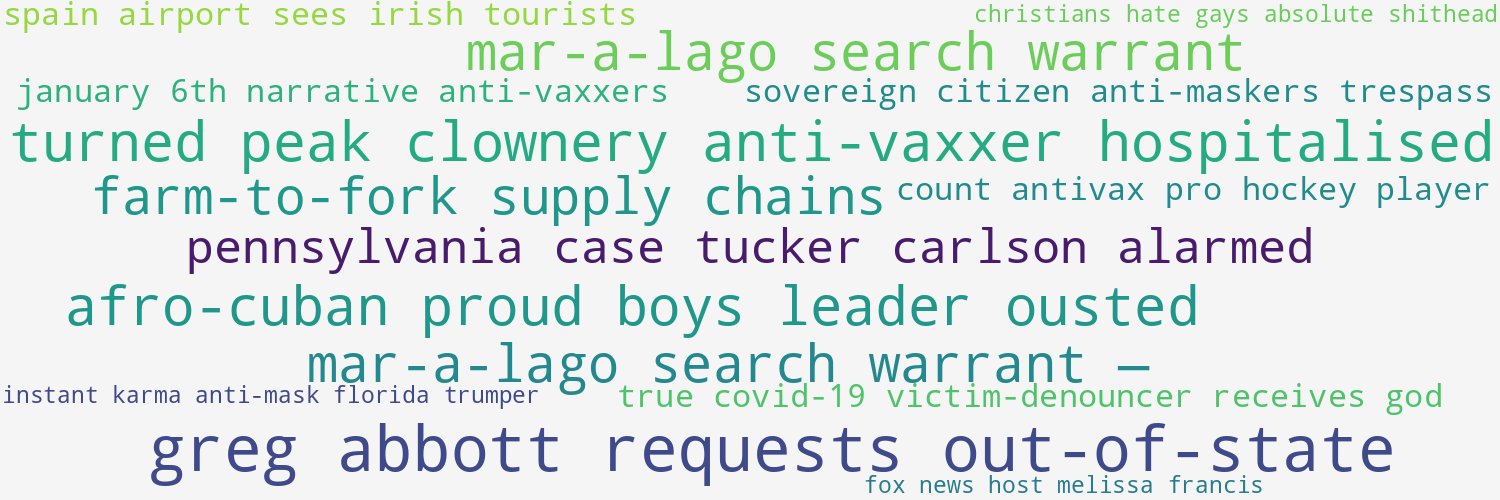 spain airport sees irish tourists
christians hate gays absolute shithead
mar-a-lago search warrant
january 6th narrative anti-vaxxers
sovereign citizen anti-maskers trespass
turned peak clownery anti-vaxxer hospitalised
farm-to-fork supply chains
count antivax pro hockey player
pennsylvania case tucker carlson alarmed
afro-cuban proud boys leader ousted
mar-a-lago search warrant —
instant karma anti-mask florida trumper
true covid-19 victim-denouncer receives god
greg abbott requests out-of-state
fox news host melissa francis